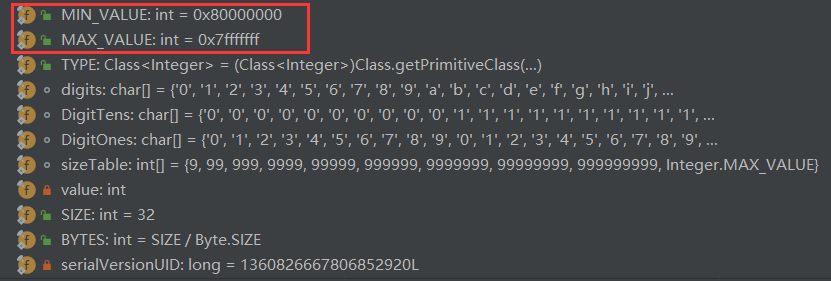 MIN_VALUE: int = 0x80000000
MAX_VALUE: int = 0x7fffffff
TYPE: Class<Integer> = (Class<Integer>)Class.getPrimitiveClass(...)
digits: char[] = {'0', '1', '2', '3', '4', '5', '6', '7', '8', '9', 'a', 'b', 'c', 'd', 'e', 'f', 'g', 'h', 'i', 'j', ...
DigitTens: char[] = {'0', '0', '0', '0', '0', '0', '0', '0', '0', '0', '1', '1', '1', '1', '1', '1', '1', '1', '1', '1', ...
DigitOnes: char[] = {'0', '1', '2', '3', '4', '5', '6', '7', '8', '9', '0', '1', '2', '3', '4', '5', '6', '7', '8', '9', ...
sizeTable: int[] = {9, 99, 999, 9999, 99999, 999999, 9999999, 99999999, 999999999, Integer.MAX_VALUE}
value: int
SIZE: int = 32
BYTES: int = SIZE / Byte.SIZE
serialVersionUID: long = 1360826667806852920L